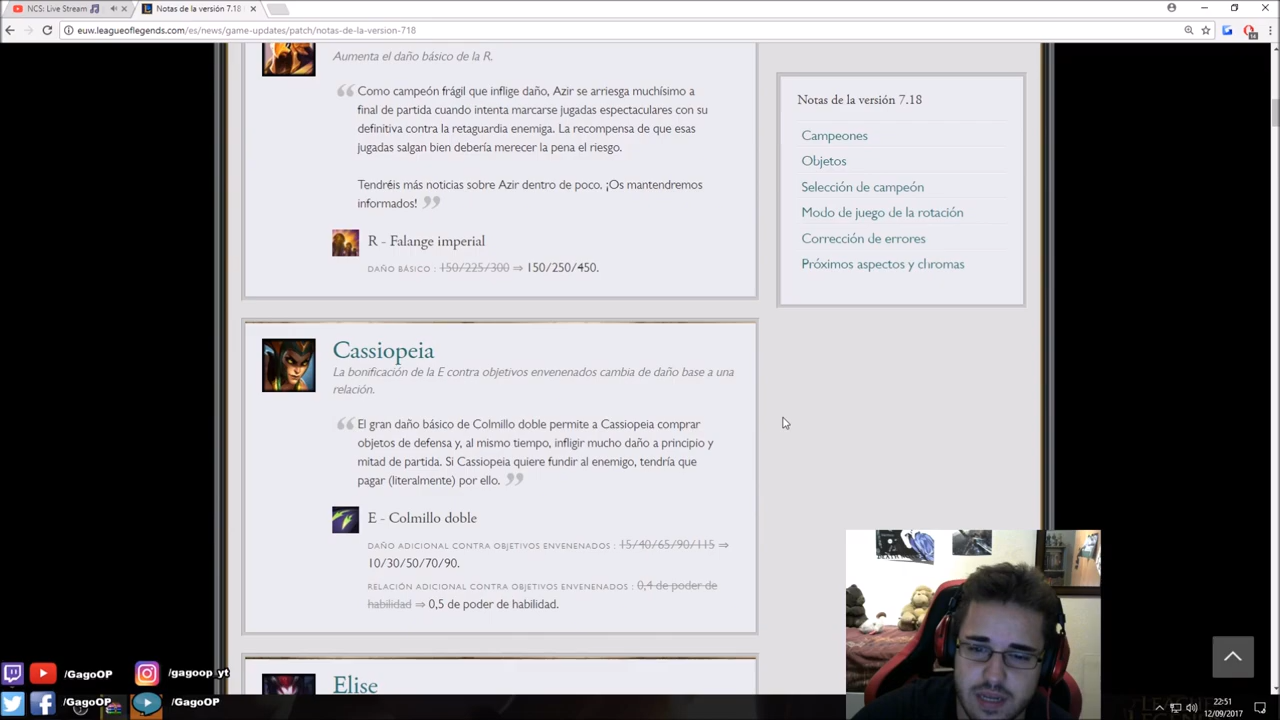 NCS: Live Stream
Notas de la versión 7.18
euw.leagueoflegends.com/es/news/game-updates/patch/notas-de-la-version-718
Aumenta el daño básico de la R.
Como campeón frágil que inflige daño, Azir se arriesga muchísimo a
final de partida cuando intenta marcarse jugadas espectaculares con su
definitiva contra la retaguardia enemiga. La recompensa de que esas
jugadas salgan bien debería merecer la pena el riesgo.
Tendréis más noticias sobre Azir dentro de poco. ¡Os mantendremos
informados!
R - Falange imperial
DAÑO BÁSICO : 150/225/300 ⇒ 150/250/450.
Cassiopeia
La bonificación de la E contra objetivos envenenados cambia de daño base a una
relación.
El gran daño básico de Colmillo doble permite a Cassiopeia comprar
objetos de defensa y, al mismo tiempo, infligir mucho daño a principio y
mitad de partida. Si Cassiopeia quiere fundir al enemigo, tendría que
pagar (literalmente) por ello.
E - Colmillo doble
DAÑO ADICIONAL CONTRA OBJETIVOS ENVENENADOS : 15/40/65/90/115 ⇒
10/30/50/70/90.
RELACIÓN ADICIONAL CONTRA OBJETIVOS ENVENENADOS : 0,4 de poder de
habilidad ⇒ 0,5 de poder de habilidad.
Elise
Notas de la versión 7.18
Campeones
Objetos
Selección de campeón
Modo de juego de la rotación
Corrección de errores
Próximos aspectos y chromas
/GagoOP
/gagoop_yt
/GagoOP
/GagoOP
22:51
12/09/2017